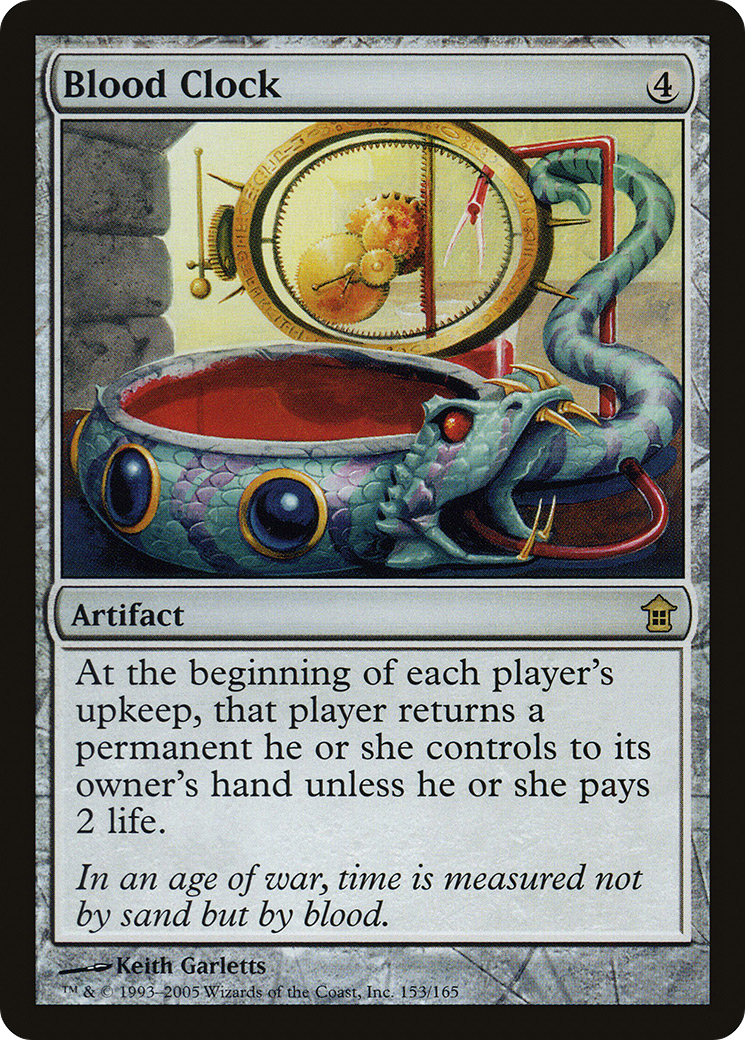 Blood Clock 4
Artifact
At the beginning of each player's
upkeep, that player returns a
permanent he or she controls to its
owner's hand unless he or she pays
2 life.
In an age of war, time is measured not
by sand but by blood.
Keith Garletts
™ & © 1993–2005 Wizards of the Coast, Inc. 153/165